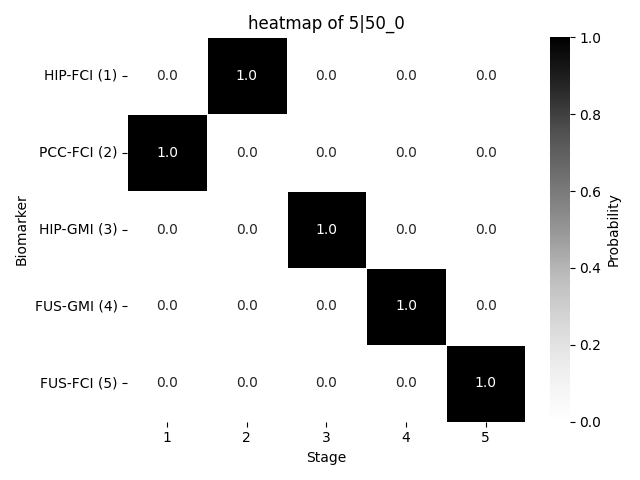 heatmap of 5|50_0
HIP-FCI (1)
0.0 1.0 0.0 0.0 0.0
PCC-FCI (2)
1.0 0.0 0.0 0.0 0.0
HIP-GMI (3)
0.0 0.0 1.0 0.0 0.0
FUS-GMI (4)
0.0 0.0 0.0 1.0 0.0
FUS-FCI (5)
0.0 0.0 0.0 0.0 1.0
1 2 3 4 5
Stage
Biomarker
1.0
0.8
0.6
0.4
0.2
0.0
Probability